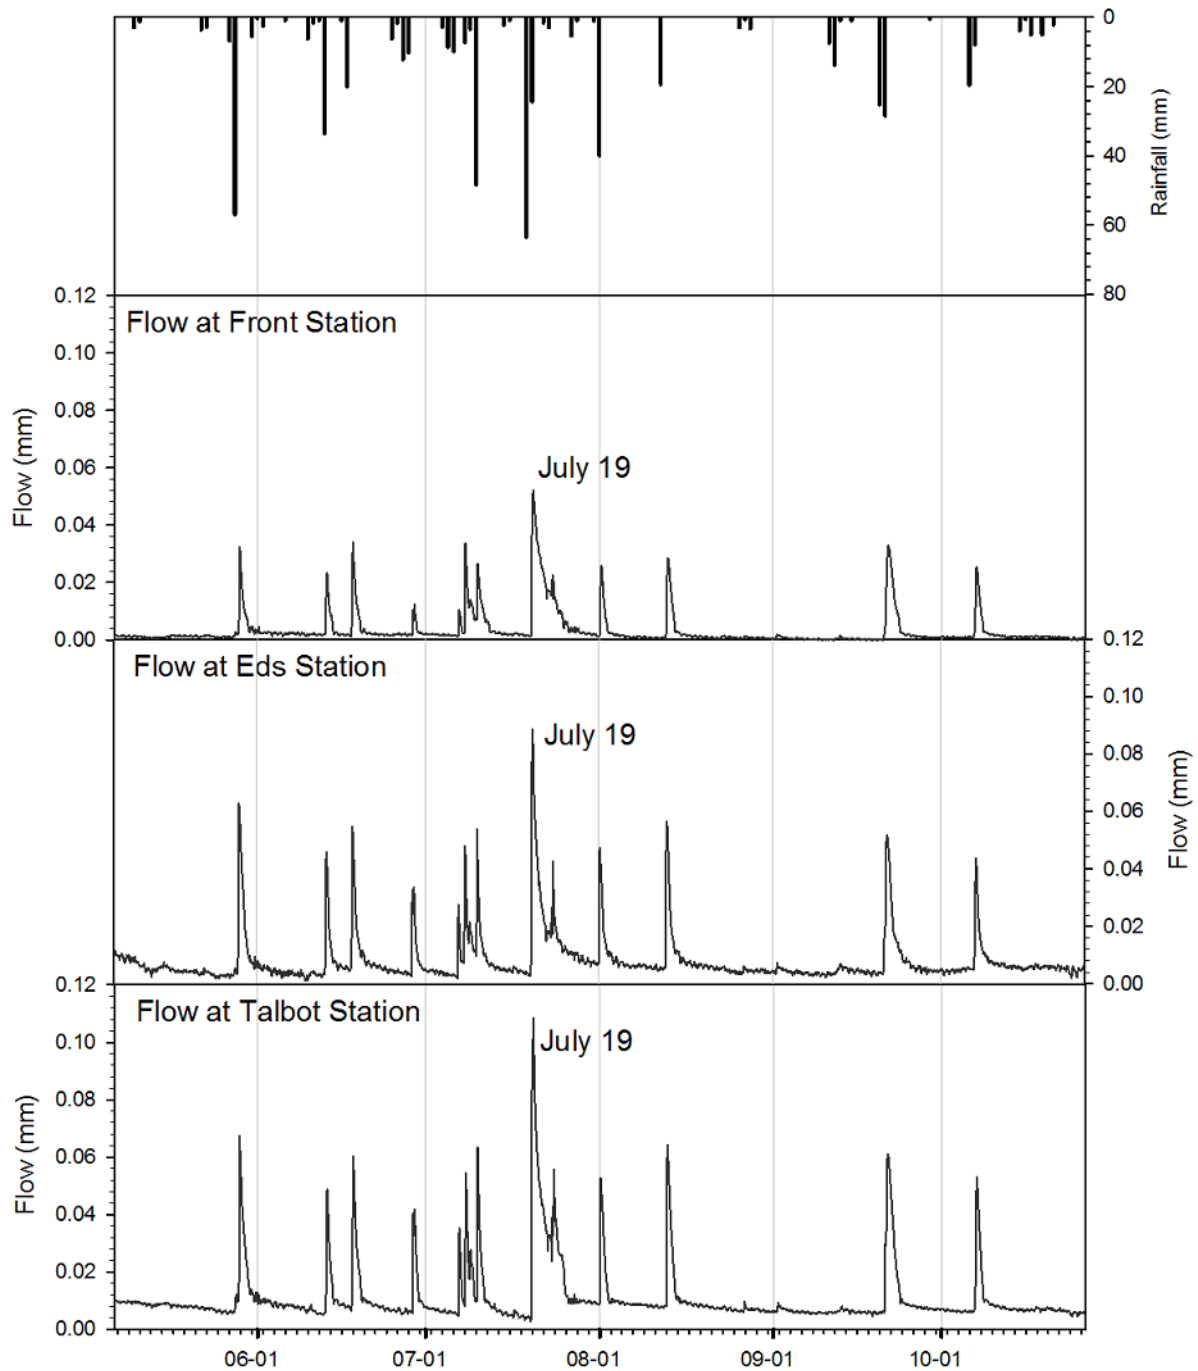 0
20
40
60
80
Rainfall (mm)
0.12
0.10
0.08
0.06
0.04
0.02
0.00
Flow (mm)
Flow at Front Station
July 19
0.12
0.10
0.08
0.06
0.04
0.02
0.00
Flow (mm)
Flow at Eds Station
July 19
0.12
0.10
0.08
0.06
0.04
0.02
0.00
Flow (mm)
Flow at Talbot Station
July 19
06-01 07-01 08-01 09-01 10-01